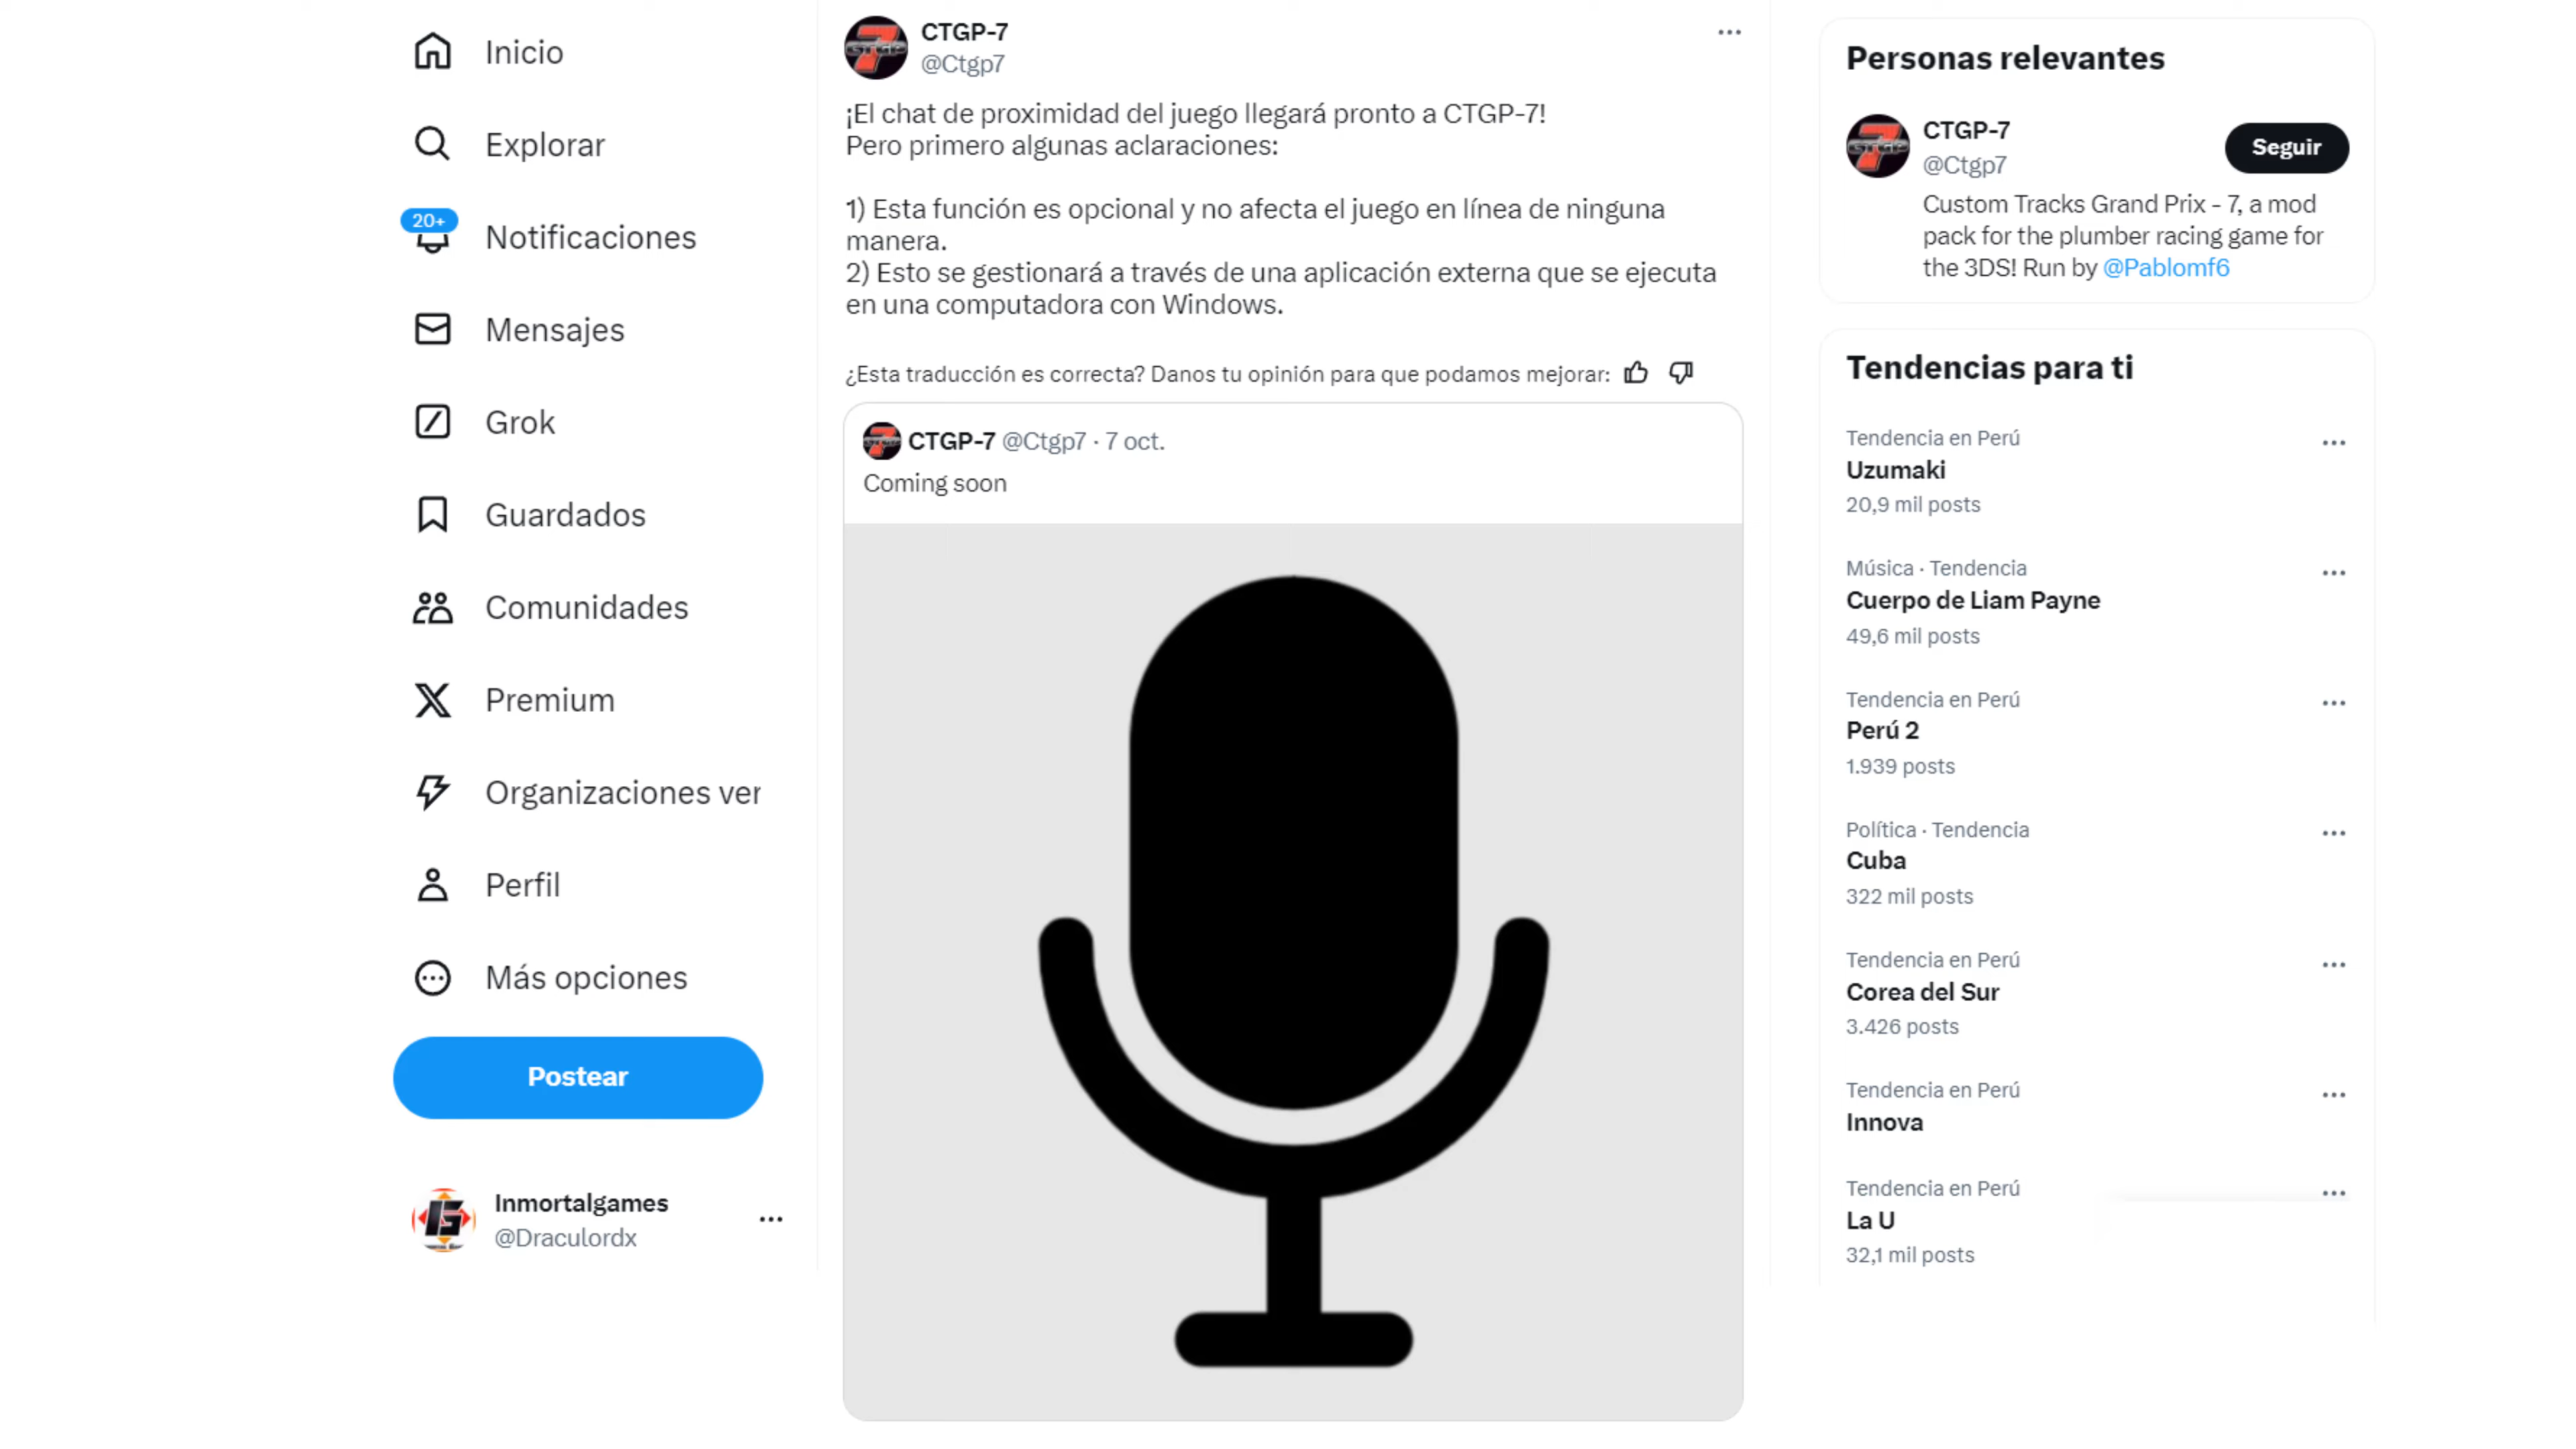 Inicio
Explorar
20+
Notificaciones
Mensajes
Grok
Guardados
Comunidades
Premium
Organizaciones ver
Perfil
Más opciones
Postear
Inmortalgames
@Draculordx
CTGP-7
@Ctgp7
¡El chat de proximidad del juego llegará pronto a CTGP-7!
Pero primero algunas aclaraciones:
1) Esta función es opcional y no afecta el juego en línea de ninguna
manera.
2) Esto se gestionará a través de una aplicación externa que se ejecuta
en una computadora con Windows.
¿Esta traducción es correcta? Danos tu opinión para que podamos mejorar:
CTGP-7 @Ctgp7 · 7 oct.
Coming soon
Personas relevantes
CTGP-7
@Ctgp7
Seguir
Custom Tracks Grand Prix - 7, a mod
pack for the plumber racing game for
the 3DS! Run by @Pablomf6
Tendencias para ti
Tendencia en Perú
Uzumaki
20,9 mil posts
Música · Tendencia
Cuerpo de Liam Payne
49,6 mil posts
Tendencia en Perú
Perú 2
1.939 posts
Política · Tendencia
Cuba
322 mil posts
Tendencia en Perú
Corea del Sur
3.426 posts
Tendencia en Perú
Innova
Tendencia en Perú
La U
32,1 mil posts